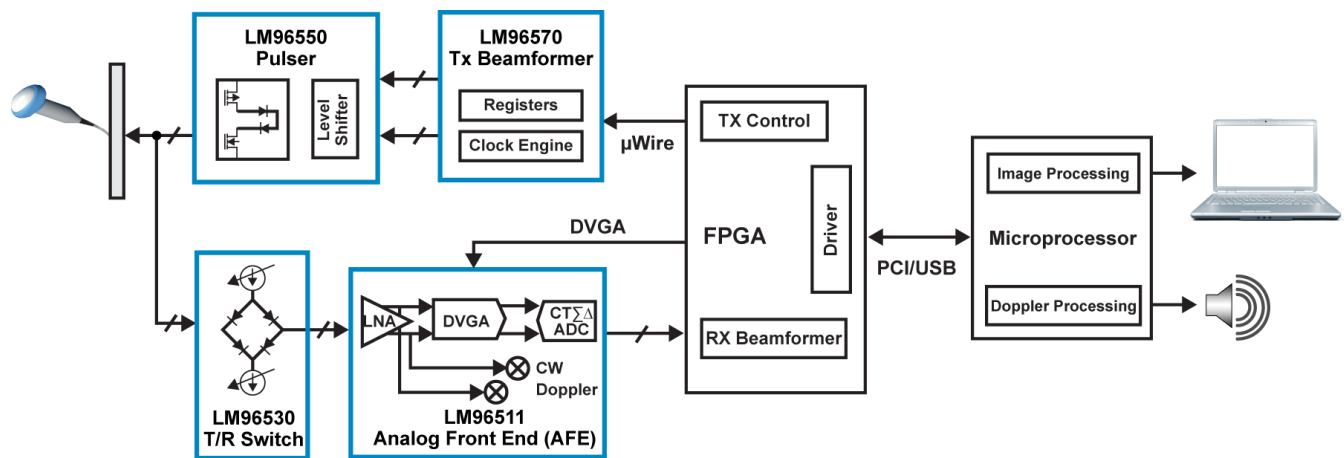 LM96550
Pulser
Level
Shifter
LM96570
Tx Beamformer
Registers
Clock Engine
µWire
TX Control
FPGA
Driver
RX Beamformer
DVGA
PCI/USB
Image Processing
Microprocessor
Doppler Processing
LM96530
T/R Switch
LNA
DVGA
CT∑∆
ADC
CW
Doppler
LM96511
Analog Front End (AFE)